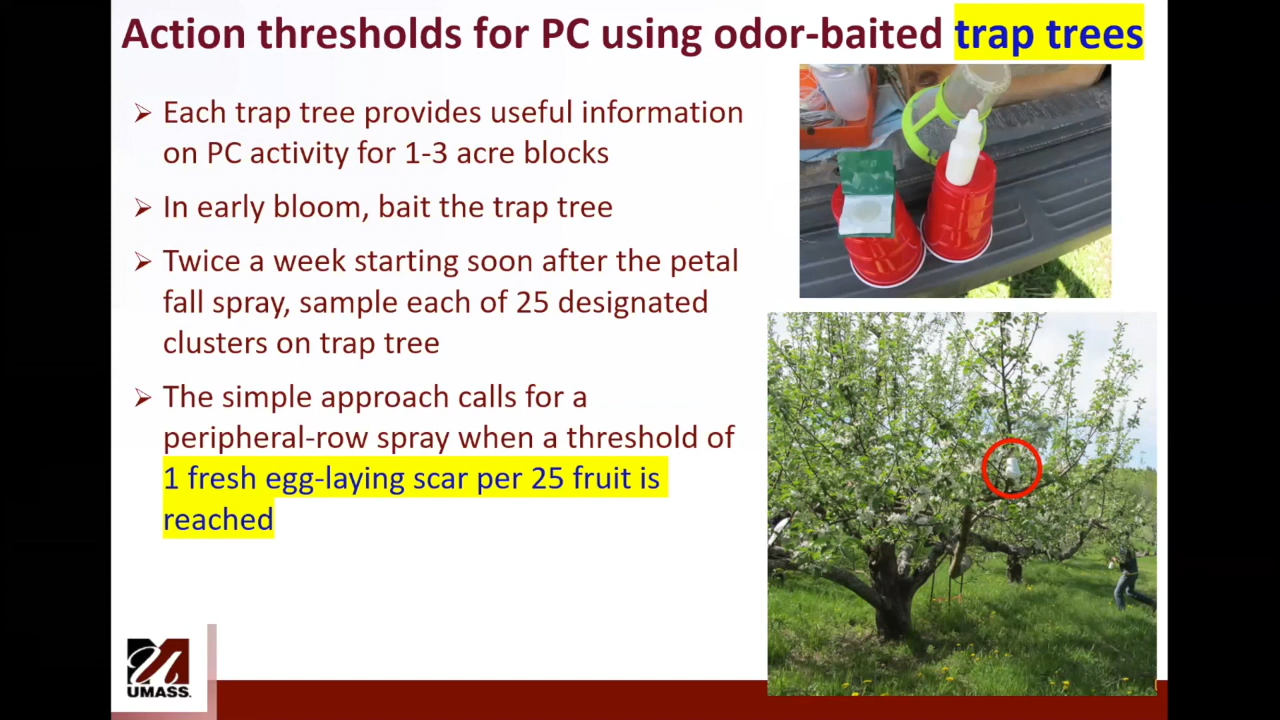 Action thresholds for PC using odor-baited trap trees
Each trap tree provides useful information
on PC activity for 1-3 acre blocks
In early bloom, bait the trap tree
Twice a week starting soon after the petal
fall spray, sample each of 25 designated
clusters on trap tree
The simple approach calls for a
peripheral-row spray when a threshold of
1 fresh egg-laying scar per 25 fruit is
reached
UMASS.